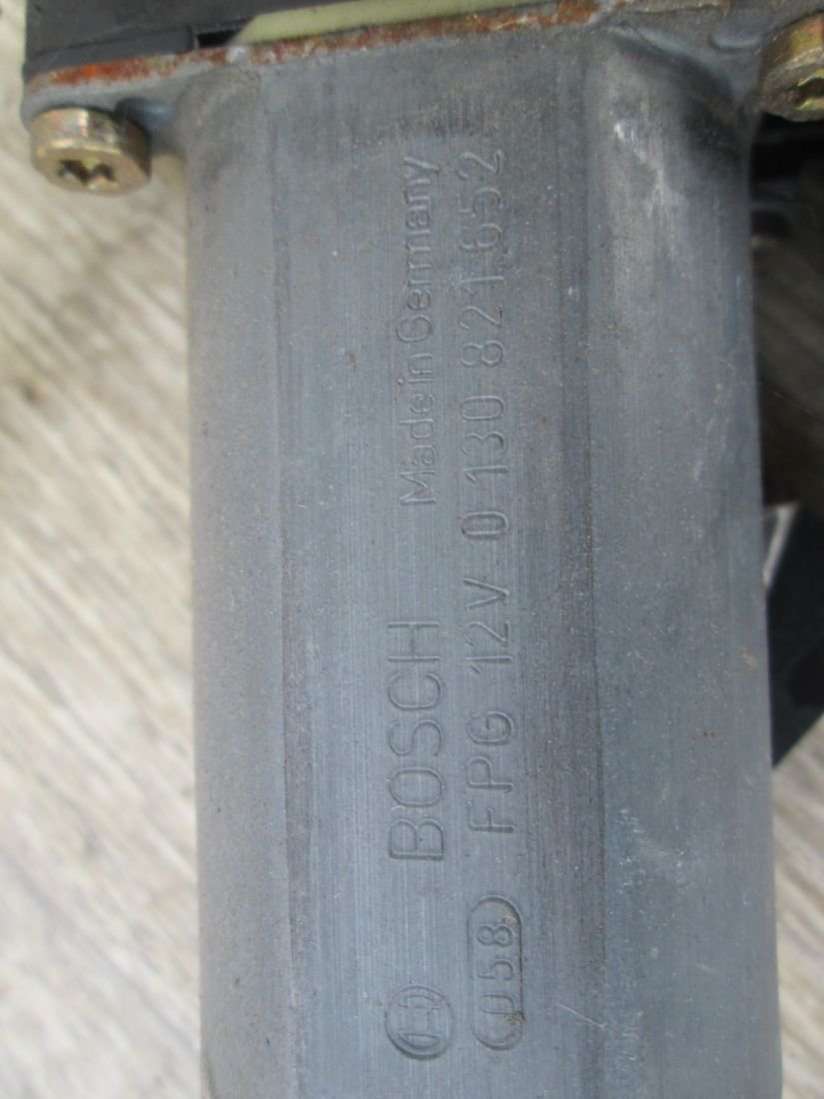 BOSCH Made in Germany
058 FPG 12V 0 130 821 652